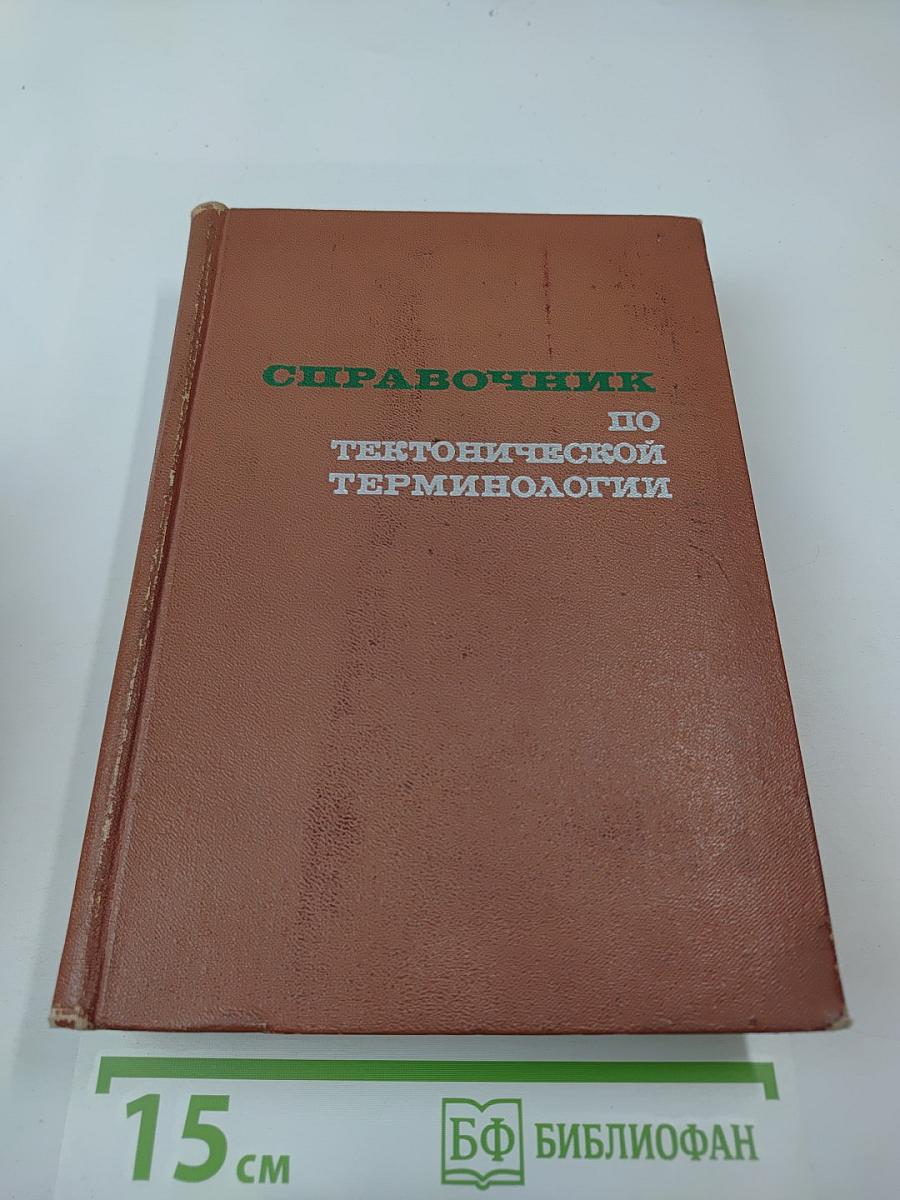 СПРАВОЧНИК
ПО
ТЕКТОНИЧЕСКОЙ
ТЕРМИНОЛОГИИ
15 см
БФ БИБЛИОФАН